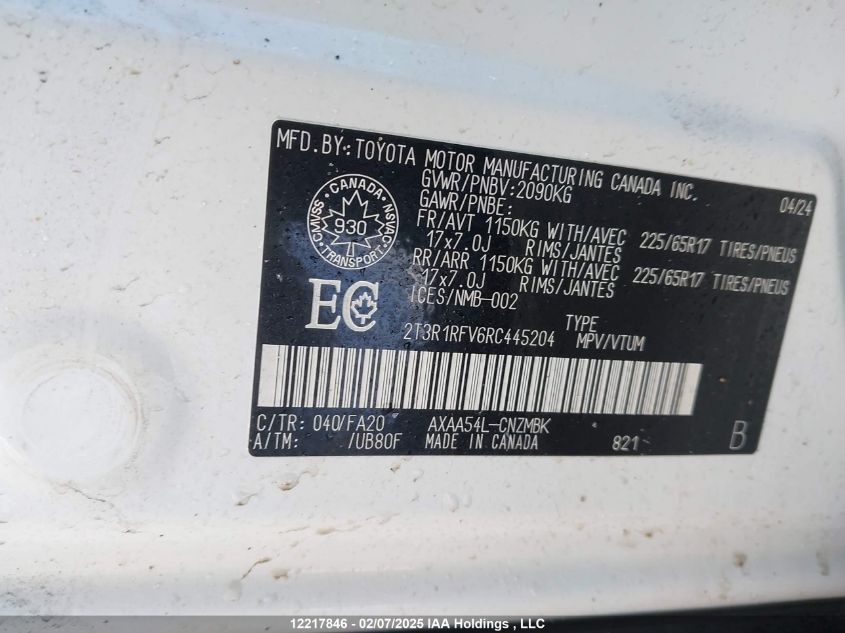 MFD.BY:TOYOTA MOTOR MANUFACTURING CANADA INC.
GVWR/PNBV:2090KG 04/24
GAWR/PNBE:
FR/AVT 1150KG WITH/AVEC 225/65R17 TIRES/PNEUS
17x7.0J RIMS/JANTES
RR/ARR 1150KG WITH/AVEC 225/65R17 TIRES/PNEUS
17x7.0J RIMS/JANTES
ICES/NMB-002
CANADA
CMVSS 930 NSVAC
TRANSPORT
EC
TYPE
2T3R1RFV6RC445204 MPV/VTUM
C/TR: 040/FA20 AXAA54L-CNZMBK
A/TM: /UB80F MADE IN CANADA 821 B
12217846 - 02/07/2025 IAA Holdings , LLC